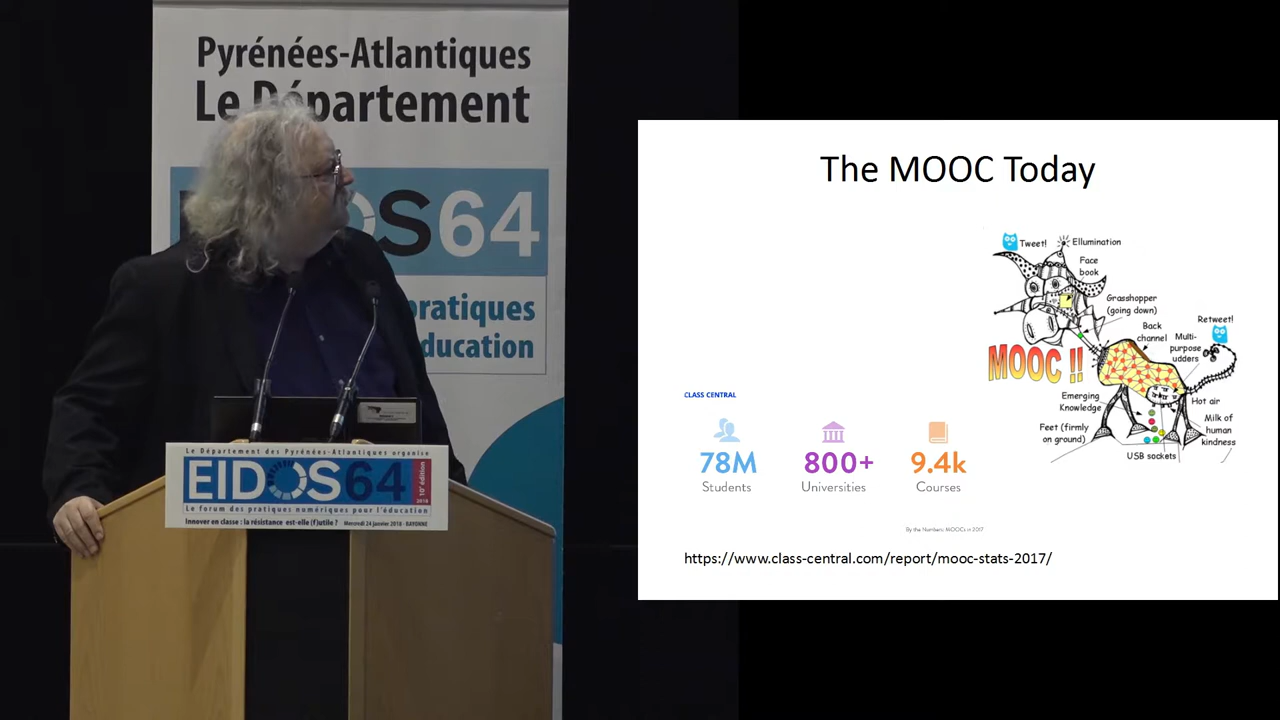 Pyrénées-Atlantiques
Le Département
S64
pratiques
ducation
Le Département des Pyrénées-Atlantiques organise
EIDOS64
10e édition
2018
Le forum des pratiques numériques pour l'éducation
Innover en classe : la résistance est-elle (f)utile ? Mercredi 24 janvier 2018 - BAYONNE
The MOOC Today
Tweet!
Ellumination
Face
book
Grasshopper
(going down)
Back
channel
Retweet!
Multi-
purpose
udders
MOOC !!
Emerging
Knowledge
Hot air
Feet (firmly
on ground)
Milk of
human
kindness
USB sockets
CLASS CENTRAL
78M 800+ 9.4k
Students Universities Courses
By the Numbers: MOOCs in 2017
https://www.class-central.com/report/mooc-stats-2017/